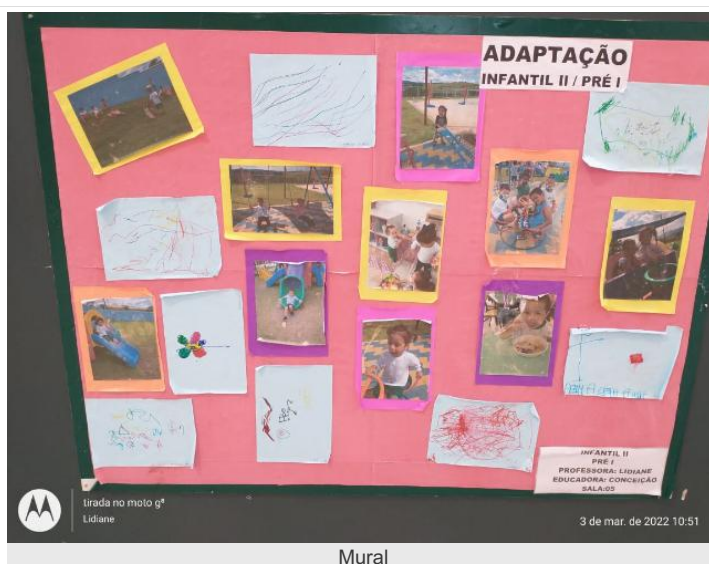 ADAPTAÇÃO
INFANTIL II / PRÉ I
INFANTIL II
PRÉ I
PROFESSORA: LIDIANE
EDUCADORA: CONCEIÇÃO
SALA:05
tirada no moto g⁹
Lidiane
3 de mar. de 2022 10:51
Mural